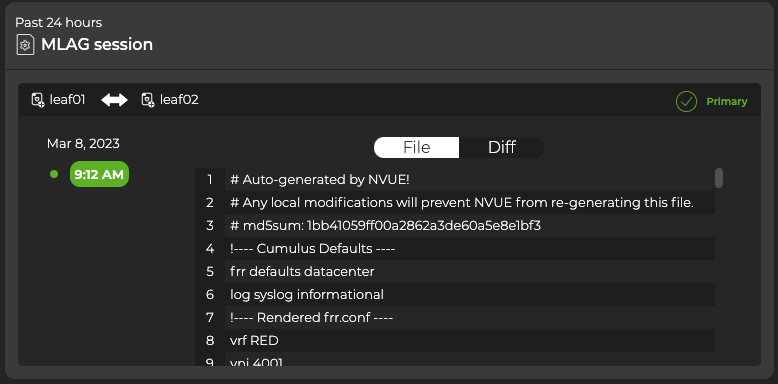 Past 24 hours
MLAG session
leaf01 leaf02 Primary
Mar 8, 2023
File Diff
9:12 AM
1 # Auto-generated by NVUE!
2 # Any local modifications will prevent NVUE from re-generating this file.
3 # md5sum: 1bb41059ff00a2862a3de60a5e8e1bf3
4 !---- Cumulus Defaults ----
5 frr defaults datacenter
6 log syslog informational
7 !---- Rendered frr.conf ----
8 vrf RED
9 vni 4001